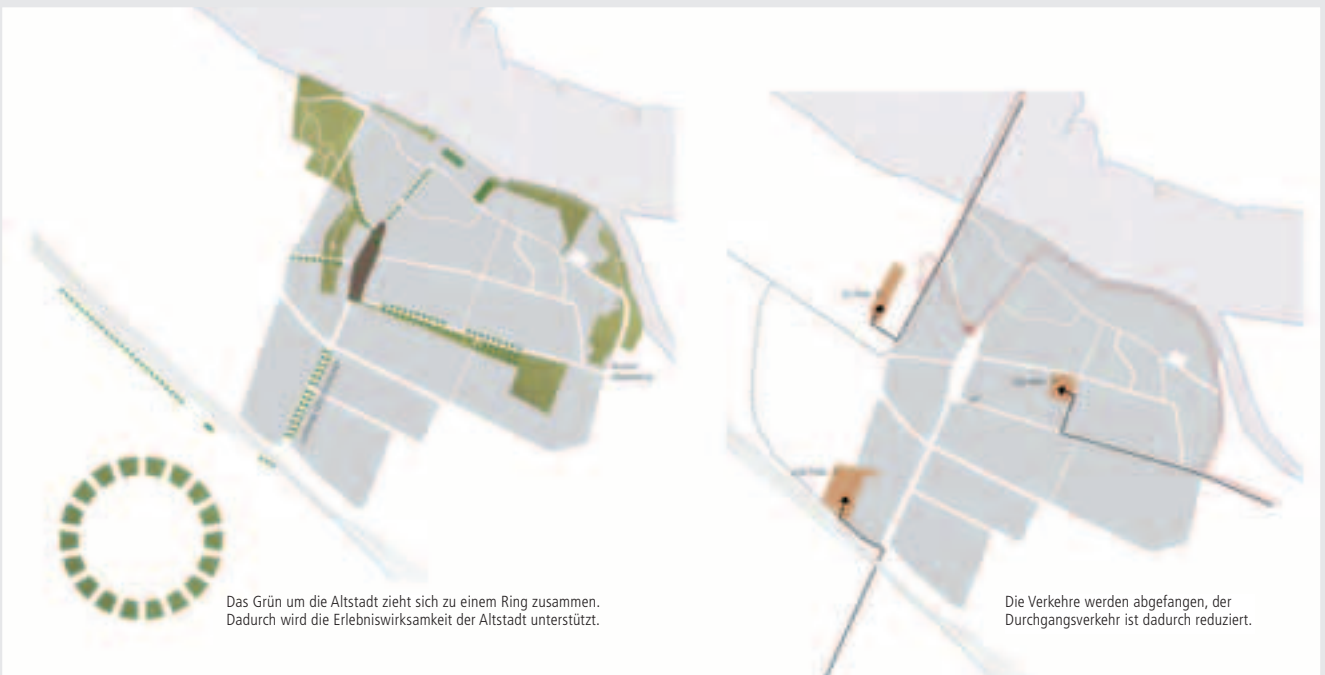 Das Grün um die Altstadt zieht sich zu einem Ring zusammen.
Dadurch wird die Erlebniswirksamkeit der Altstadt unterstützt.
Die Verkehre werden abgefangen, der
Durchgangsverkehr ist dadurch reduziert.